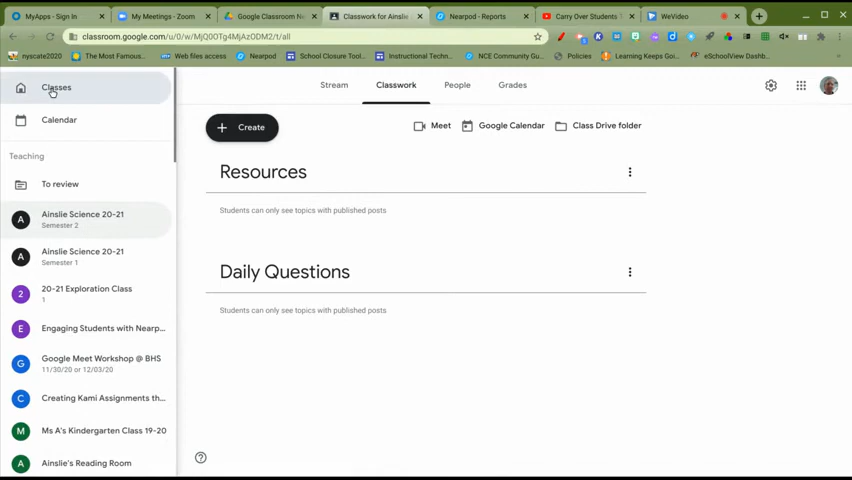 MyApps - Sign In
My Meetings - Zoom
Google Classroom Ne
Classwork for Ainslie
Nearpod - Reports
Carry Over Students T
WeVideo
classroom.google.com/u/0/w/MjQ0OTg4MjAzODM2/t/all
nyscate2020
The Most Famous...
Web files access
Nearpod
School Closure Tool...
Instructional Techn...
NCE Community Gu...
Policies
Learning Keeps Go...
eSchoolView Dashb...
Classes
Calendar
Teaching
To review
A
Ainslie Science 20-21
Semester 2
A
Ainslie Science 20-21
Semester 1
2
20-21 Exploration Class
1
E
Engaging Students with Nearp...
G
Google Meet Workshop @ BHS
11/30/20 or 12/03/20
C
Creating Kami Assignments th...
M
Ms A's Kindergarten Class 19-20
A
Ainslie's Reading Room
Stream
Classwork
People
Grades
Create
Meet
Google Calendar
Class Drive folder
Resources
Students can only see topics with published posts
Daily Questions
Students can only see topics with published posts